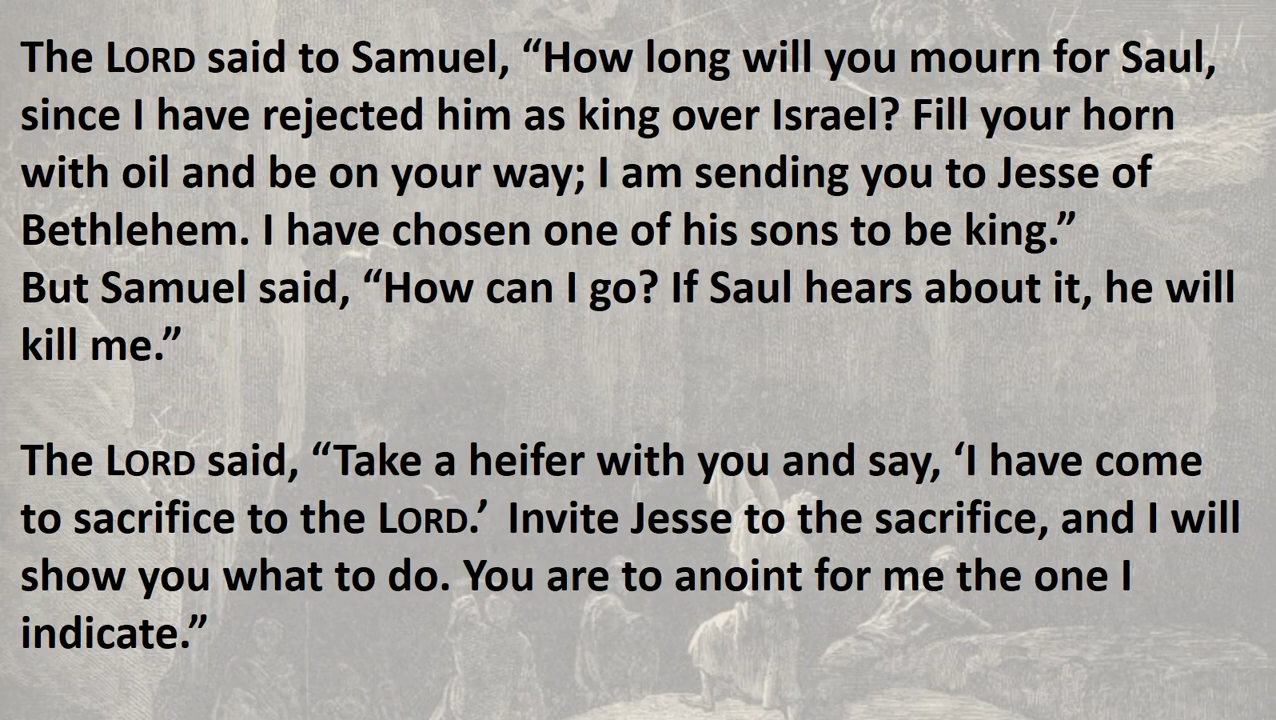 The LORD said to Samuel, “How long will you mourn for Saul,
since I have rejected him as king over Israel? Fill your horn
with oil and be on your way; I am sending you to Jesse of
Bethlehem. I have chosen one of his sons to be king.”
But Samuel said, “How can I go? If Saul hears about it, he will
kill me.”
The LORD said, “Take a heifer with you and say, ‘I have come
to sacrifice to the LORD.’ Invite Jesse to the sacrifice, and I will
show you what to do. You are to anoint for me the one I
indicate.”